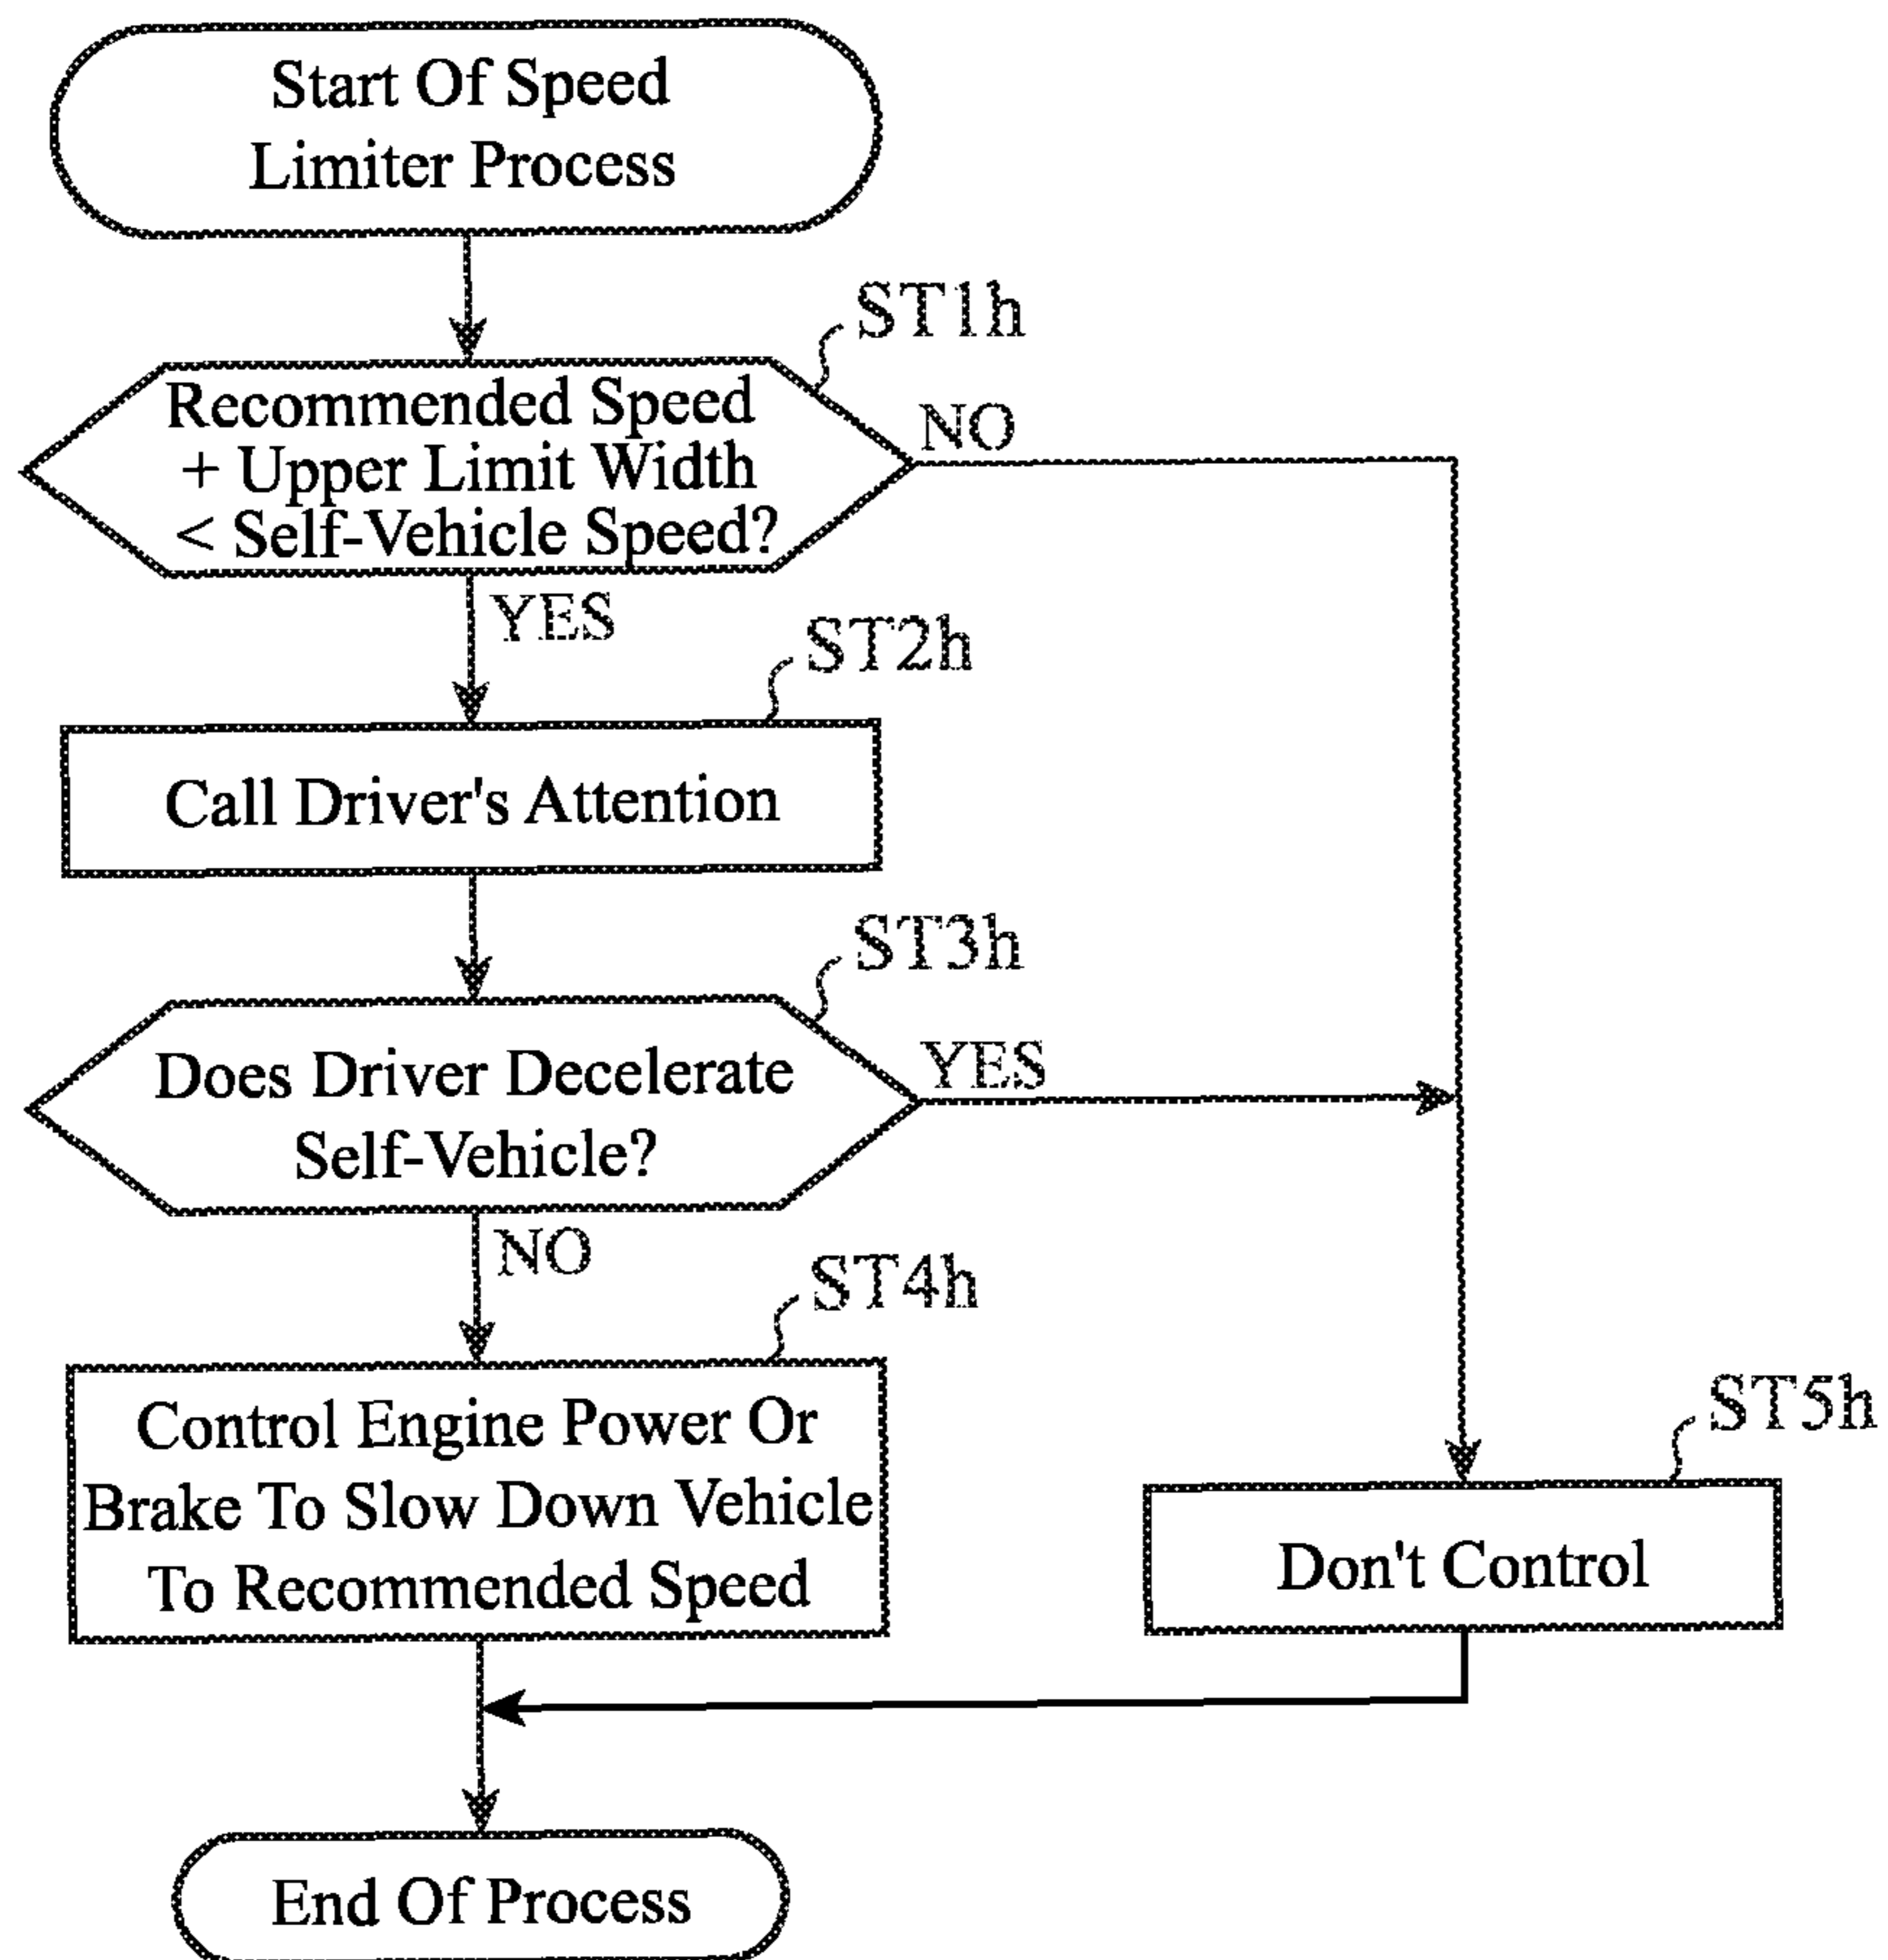 Start Of Speed
Limiter Process
ST1h
Recommended Speed
+ Upper Limit Width
< Self-Vehicle Speed?
NO
YES
ST2h
Call Driver's Attention
ST3h
Does Driver Decelerate
Self-Vehicle?
YES
NO
ST4h
Control Engine Power Or
Brake To Slow Down Vehicle
To Recommended Speed
ST5h
Don't Control
End Of Process